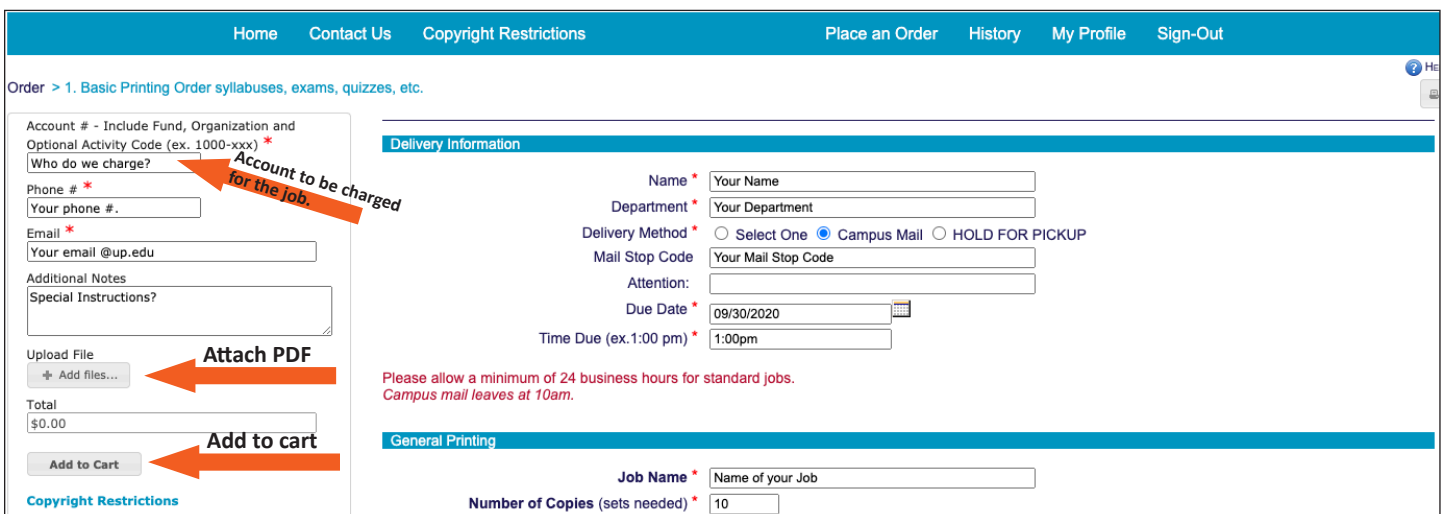 Home Contact Us Copyright Restrictions Place an Order History My Profile Sign-Out
Order > 1. Basic Printing Order syllabuses, exams, quizzes, etc.
Account # - Include Fund, Organization and
Optional Activity Code (ex. 1000-xxx) *
Who do we charge?
Account to be charged
for the job.
Phone # *
Your phone #.
Email *
Your email @up.edu
Additional Notes
Special Instructions?
Upload File
+ Add files...
Attach PDF
Total
$0.00
Add to cart
Add to Cart
Copyright Restrictions
Delivery Information
Name * Your Name
Department * Your Department
Delivery Method * Select One Campus Mail HOLD FOR PICKUP
Mail Stop Code Your Mail Stop Code
Attention:
Due Date * 09/30/2020
Time Due (ex.1:00 pm) * 1:00pm
Please allow a minimum of 24 business hours for standard jobs.
Campus mail leaves at 10am.
General Printing
Job Name * Name of your Job
Number of Copies (sets needed) * 10